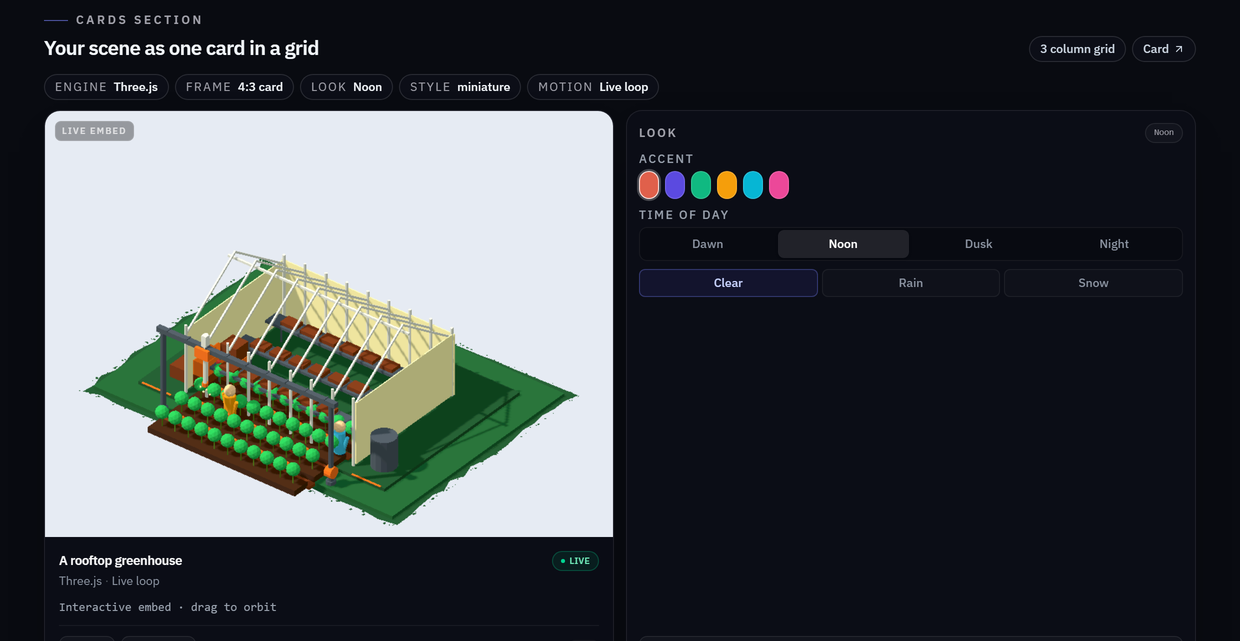 CARDS SECTION
Your scene as one card in a grid
3 column grid
Card ↗
ENGINE Three.js
FRAME 4:3 card
LOOK Noon
STYLE miniature
MOTION Live loop
LIVE EMBED
A rooftop greenhouse
LIVE
Three.js · Live loop
Interactive embed · drag to orbit
LOOK
Noon
ACCENT
TIME OF DAY
Dawn
Noon
Dusk
Night
Clear
Rain
Snow